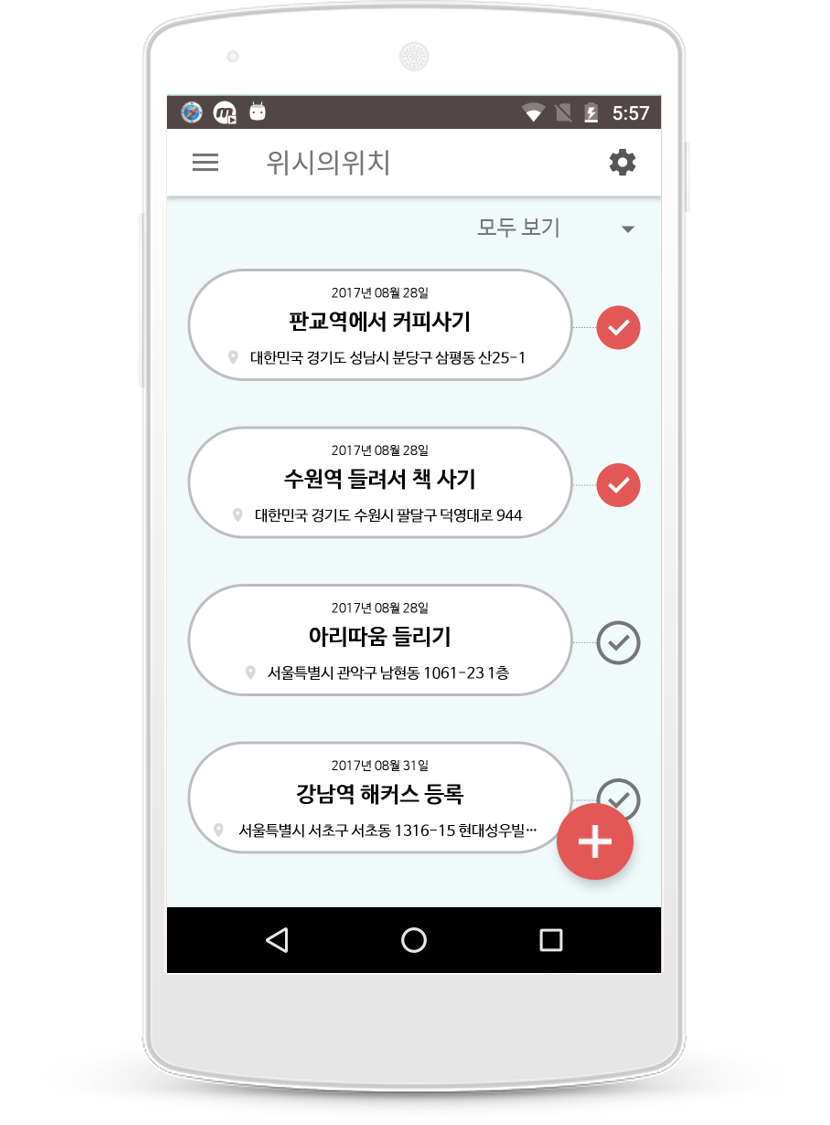 5:57
위시의위치
모두 보기
2017년 08월 28일
판교역에서 커피사기
대한민국 경기도 성남시 분당구 삼평동 산25-1
2017년 08월 28일
수원역 들려서 책 사기
대한민국 경기도 수원시 팔달구 덕영대로 944
2017년 08월 28일
아리따움 들리기
서울특별시 관악구 남현동 1061-23 1층
2017년 08월 31일
강남역 해커스 등록
서울특별시 서초구 서초동 1316-15 현대성우빌…